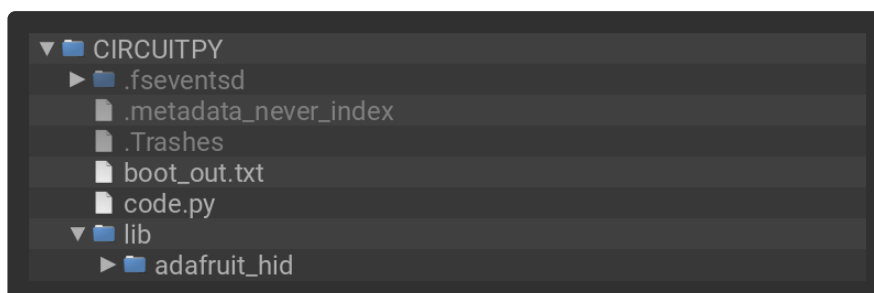 CIRCUITPY
.fseventsd
.metadata_never_index
.Trashes
boot_out.txt
code.py
lib
adafruit_hid